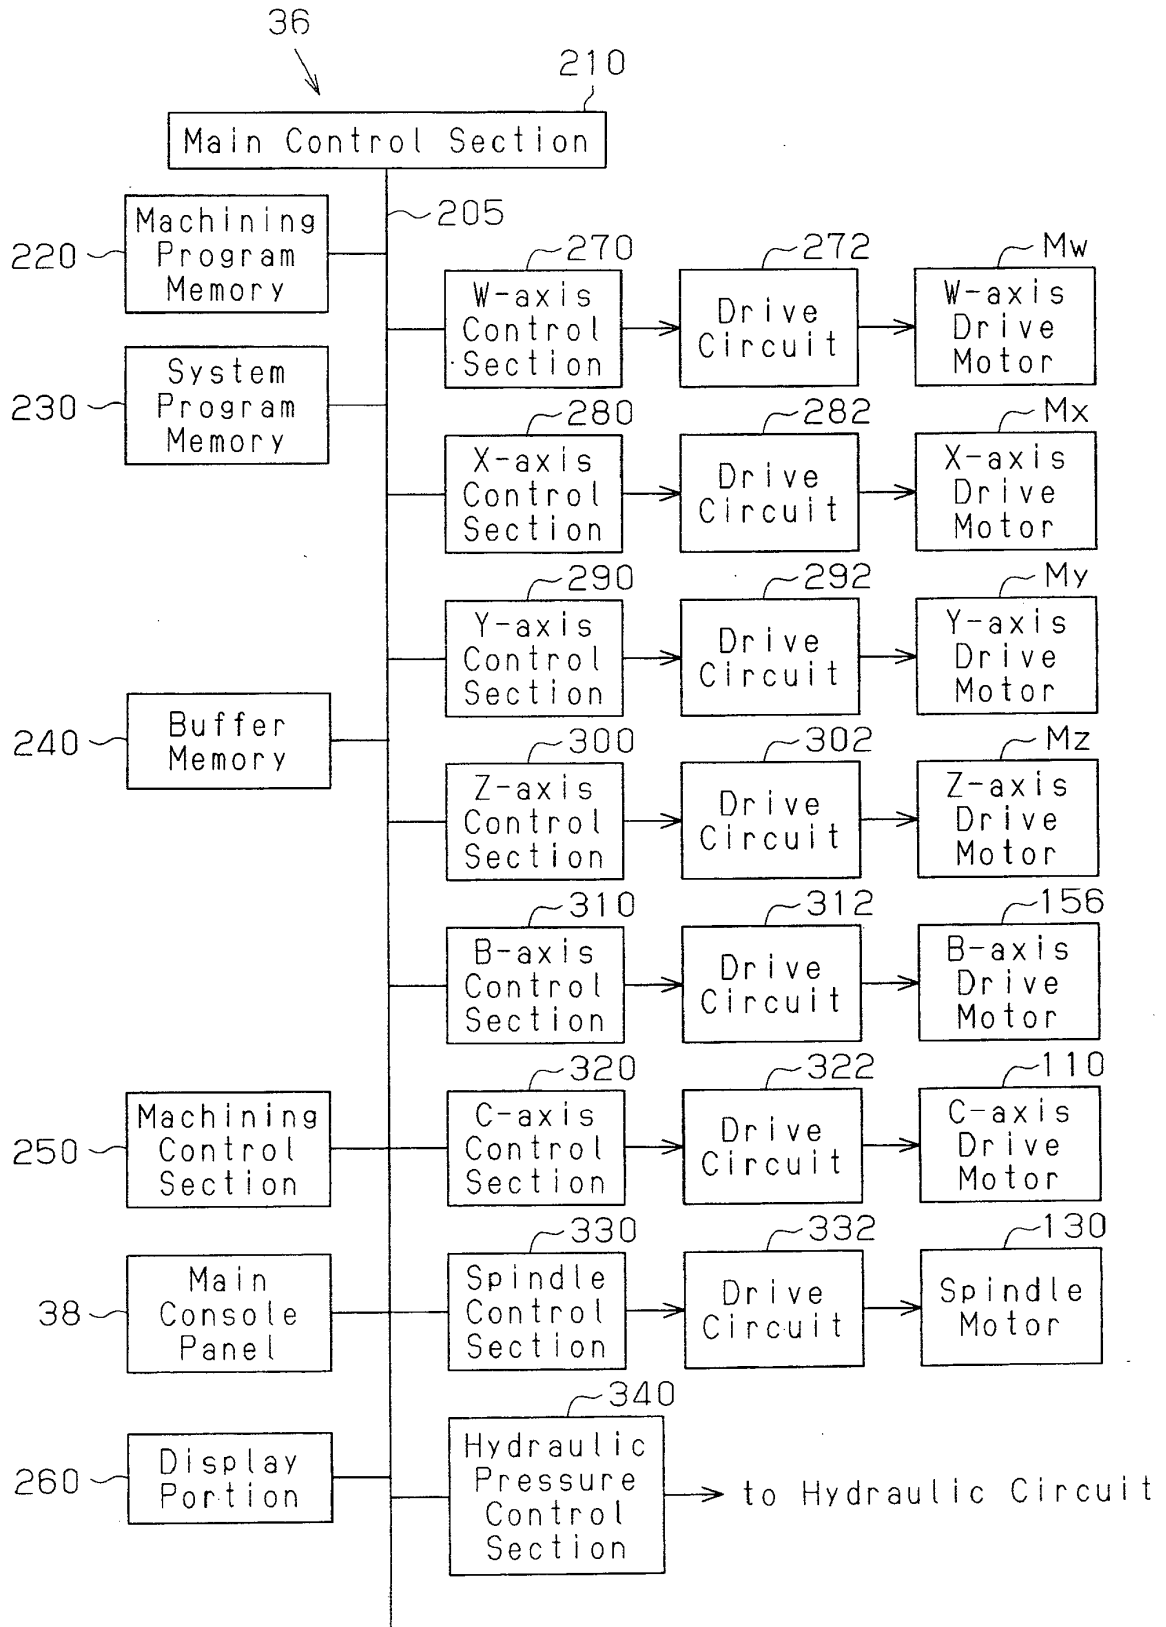 36
210
Main Control Section
205
Machining
Program
Memory
220
270
272
Mw
W-axis
Control
Section
Drive
Circuit
W-axis
Drive
Motor
System
Program
Memory
230
280
282
Mx
X-axis
Control
Section
Drive
Circuit
X-axis
Drive
Motor
290
292
My
Y-axis
Control
Section
Drive
Circuit
Y-axis
Drive
Motor
Buffer
Memory
240
300
302
Mz
Z-axis
Control
Section
Drive
Circuit
Z-axis
Drive
Motor
310
312
156
B-axis
Control
Section
Drive
Circuit
B-axis
Drive
Motor
Machining
Control
Section
250
320
322
110
C-axis
Control
Section
Drive
Circuit
C-axis
Drive
Motor
Main
Console
Panel
38
330
332
130
Spindle
Control
Section
Drive
Circuit
Spindle
Motor
Display
Portion
260
340
Hydraulic
Pressure
Control
Section
to Hydraulic Circuit